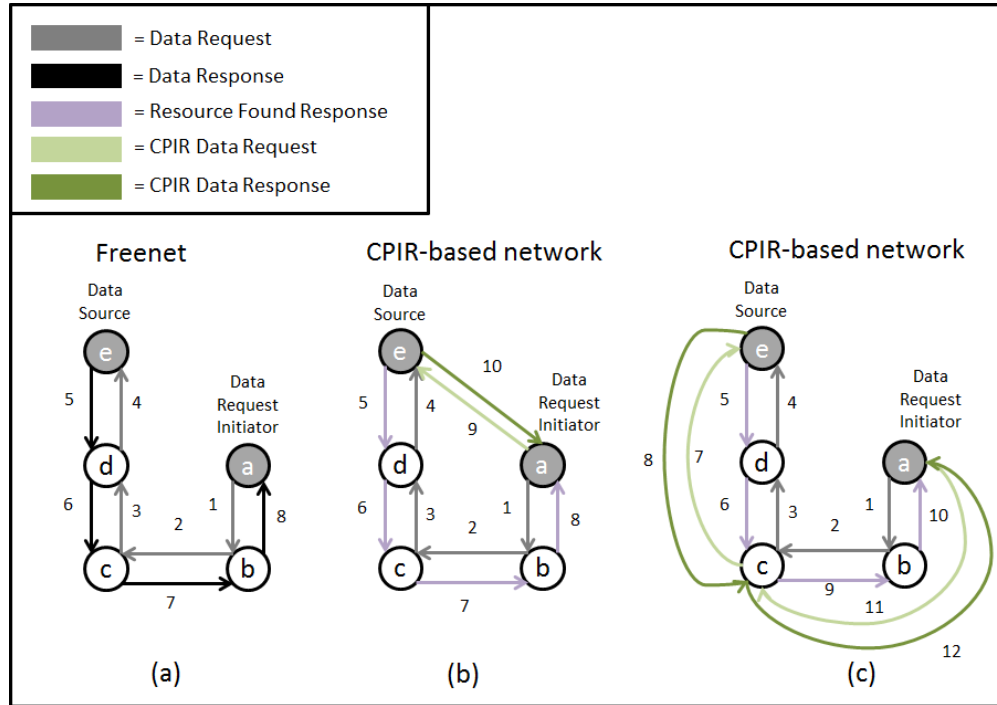 = Data Request
= Data Response
= Resource Found Response
= CPIR Data Request
= CPIR Data Response
Freenet
Data
Source
e
5
4
Data
Request
Initiator
d
a
6
3
2
1
8
c
b
7
(a)
CPIR-based network
Data
Source
e
10
5
4
9
Data
Request
Initiator
d
a
6
3
2
1
8
c
b
7
(b)
CPIR-based network
Data
Source
e
5
4
Data
Request
Initiator
8
7
d
a
6
3
2
1
10
c
b
9
11
12
(c)